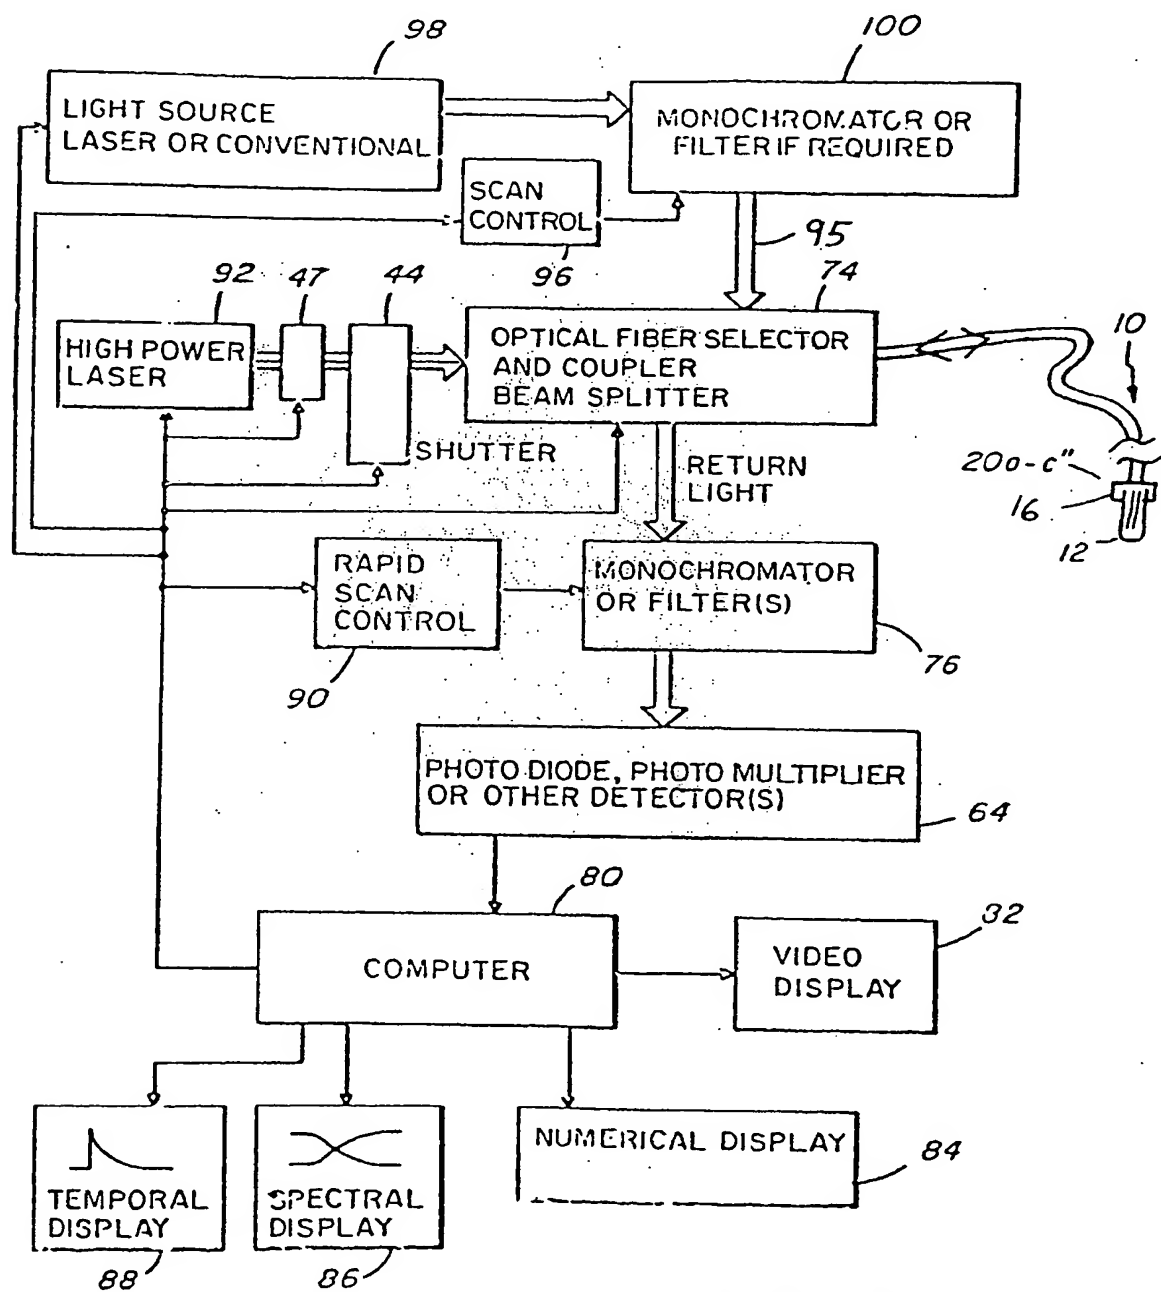 98
100
LIGHT SOURCE
LASER OR CONVENTIONAL
MONOCHROMATOR OR
FILTER IF REQUIRED
SCAN
CONTROL
96
95
74
92
47
44
HIGH POWER
LASER
OPTICAL FIBER SELECTOR
AND COUPLER
BEAM SPLITTER
10
SHUTTER
RETURN
LIGHT
20a-c"
16
12
RAPID
SCAN
CONTROL
90
MONOCHROMATOR
OR FILTER(S)
76
PHOTO DIODE, PHOTO MULTIPLIER
OR OTHER DETECTOR(S)
64
80
COMPUTER
32
VIDEO
DISPLAY
TEMPORAL
DISPLAY
88
SPECTRAL
DISPLAY
86
NUMERICAL DISPLAY
84